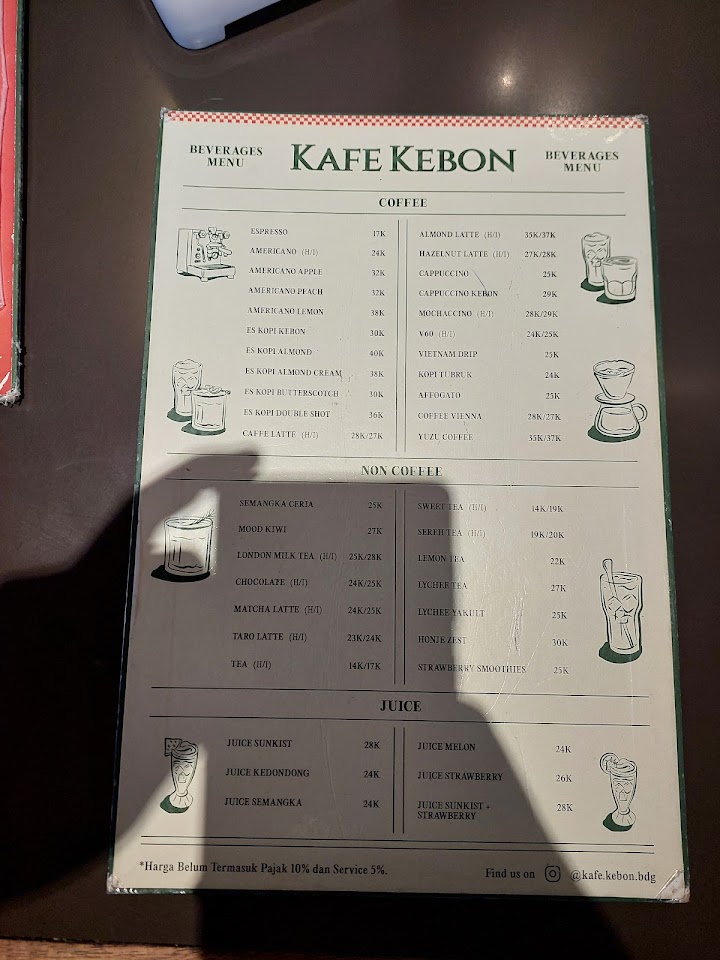 BEVERAGES
MENU
KAFE KEBON
BEVERAGES
MENU
COFFEE
ESPRESSO 17K
AMERICANO (H/I) 24K
AMERICANO APPLE 32K
AMERICANO PEACH 32K
AMERICANO LEMON 38K
ES KOPI KEBON 30K
ES KOPI ALMOND 40K
ES KOPI ALMOND CREAM 38K
ES KOPI BUTTERSCOTCH 30K
ES KOPI DOUBLE SHOT 36K
CAFFE LATTE (H/I) 28K/27K
ALMOND LATTE (H/I) 35K/37K
HAZELNUT LATTE (H/I) 27K/28K
CAPPUCCINO 25K
CAPPUCCINO KEBON 29K
MOCHACCINO (H/I) 28K/29K
V60 (H/I) 24K/25K
VIETNAM DRIP 25K
KOPI TUBRUK 24K
AFFOGATO 25K
COFFEE VIENNA 28K/27K
YUZU COFFEE 35K/37K
NON COFFEE
SEMANGKA CERIA 25K
MOOD KIWI 27K
LONDON MILK TEA (H/I) 25K/28K
CHOCOLATE (H/I) 24K/25K
MATCHA LATTE (H/I) 24K/25K
TARO LATTE (H/I) 23K/24K
TEA (H/I) 14K/17K
SWEET TEA (H/I) 14K/19K
SEREH TEA (H/I) 19K/20K
LEMON TEA 22K
LYCHEE TEA 27K
LYCHEE YAKULT 25K
HONJE ZEST 30K
STRAWBERRY SMOOTHIES 25K
JUICE
JUICE SUNKIST 28K
JUICE KEDONDONG 24K
JUICE SEMANGKA 24K
JUICE MELON 24K
JUICE STRAWBERRY 26K
JUICE SUNKIST + 28K
STRAWBERRY
*Harga Belum Termasuk Pajak 10% dan Service 5%.
Find us on @kafe.kebon.bdg